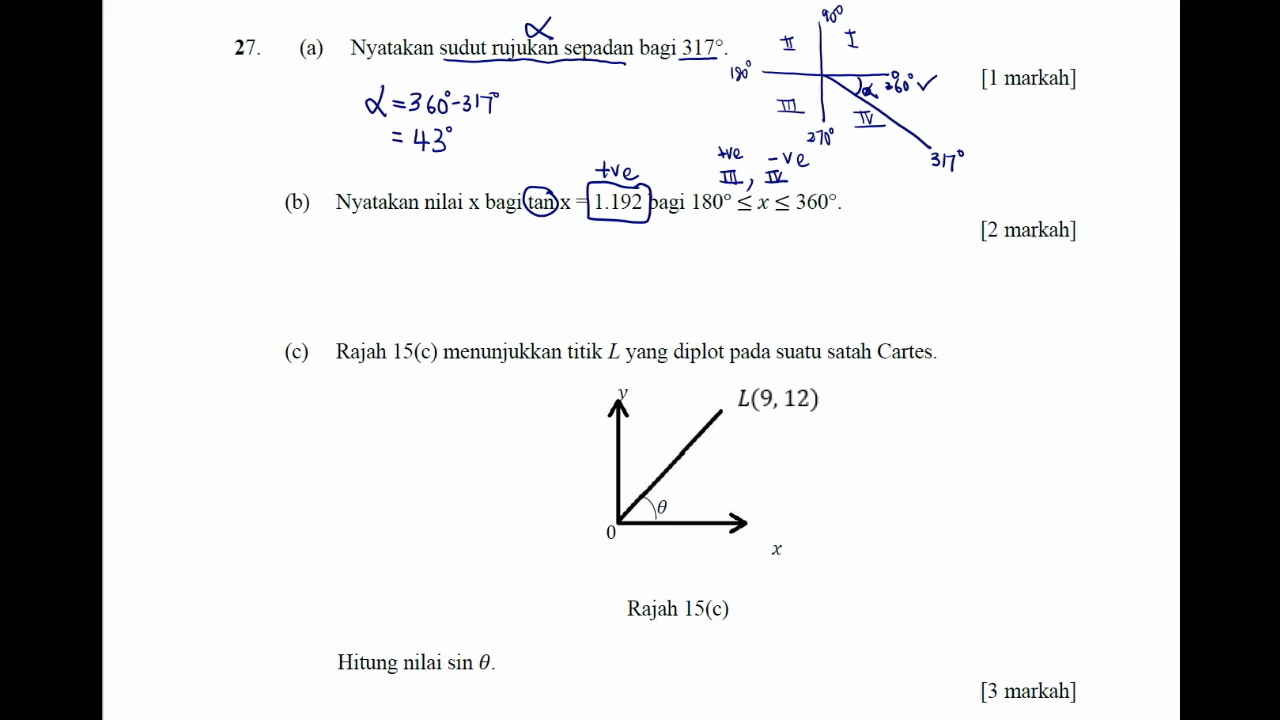 α
27. (a) Nyatakan sudut rujukan sepadan bagi 317°.
[1 markah]
90°
II I
180° 0° 360° ✓
α
III IV
270°
317°
α = 360° - 317°
= 43°
+ve
+ve -ve
III, IV
(b) Nyatakan nilai x bagi tan x = 1.192 bagi 180° ≤ x ≤ 360°.
[2 markah]
(c) Rajah 15(c) menunjukkan titik L yang diplot pada suatu satah Cartes.
y
L(9, 12)
θ
0
x
Rajah 15(c)
Hitung nilai sin θ.
[3 markah]